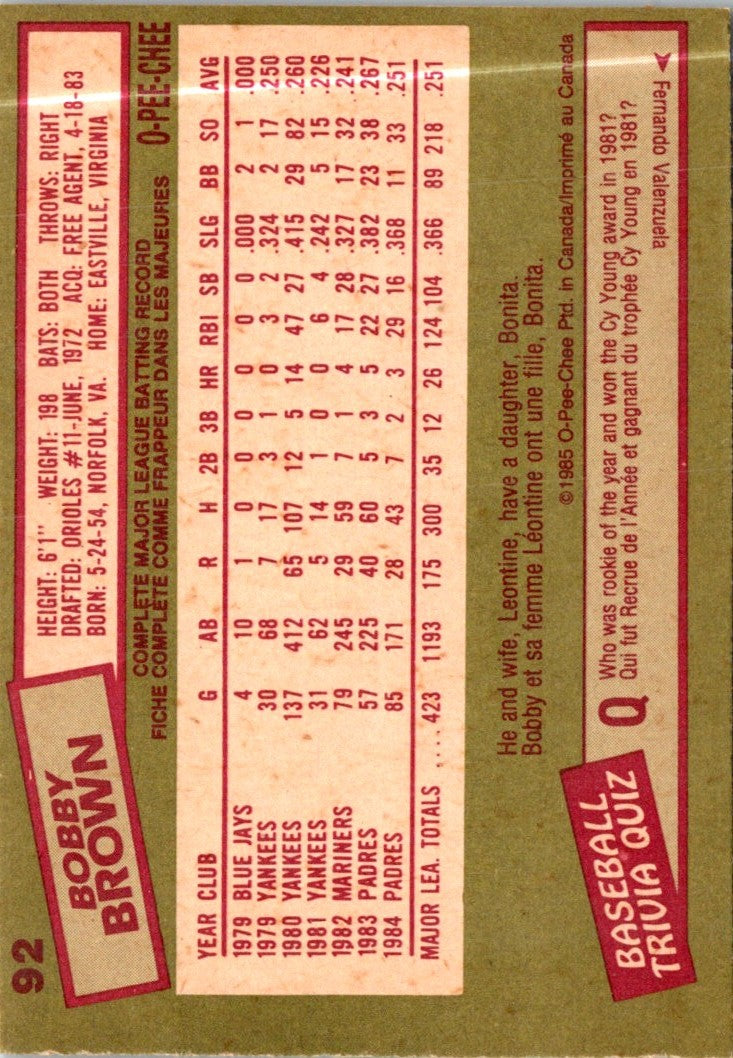 92
BOBBY
BROWN
HEIGHT: 6'1" WEIGHT: 198 BATS: BOTH THROWS: RIGHT
DRAFTED: ORIOLES #11-JUNE, 1972 ACQ: FREE AGENT, 4-18-83
BORN: 5-24-54, NORFOLK, VA. HOME: EASTVILLE, VIRGINIA
COMPLETE MAJOR LEAGUE BATTING RECORD
FICHE COMPLÈTE COMME FRAPPEUR DANS LES MAJEURES O-PEE-CHEE
YEAR CLUB G AB R H 2B 3B HR RBI SB SLG BB SO AVG
1979 BLUE JAYS 4 10 1 0 0 0 0 0 0 .000 2 1 .000
1979 YANKEES 30 68 7 17 3 1 0 3 2 .324 2 17 .250
1980 YANKEES 137 412 65 107 12 5 14 47 27 .415 29 82 .260
1981 YANKEES 31 62 5 14 1 0 0 6 4 .242 5 15 .226
1982 MARINERS 79 245 29 59 7 1 4 17 28 .327 17 32 .241
1983 PADRES 57 225 40 60 5 3 5 22 27 .382 23 38 .267
1984 PADRES 85 171 28 43 7 2 3 29 16 .368 11 33 .251
MAJOR LEA. TOTALS .... 423 1193 175 300 35 12 26 124 104 .366 89 218 .251
He and wife, Leontine, have a daughter, Bonita.
Bobby et sa femme Léontine ont une fille, Bonita.
©1985 O-Pee-Chee Ptd. in Canada/Imprimé au Canada
BASEBALL
TRIVIA QUIZ
Q
Who was rookie of the year and won the Cy Young award in 1981?
Qui fut Recrue de l'Année et gagnant du trophée Cy Young en 1981?
Fernando Valenzuela